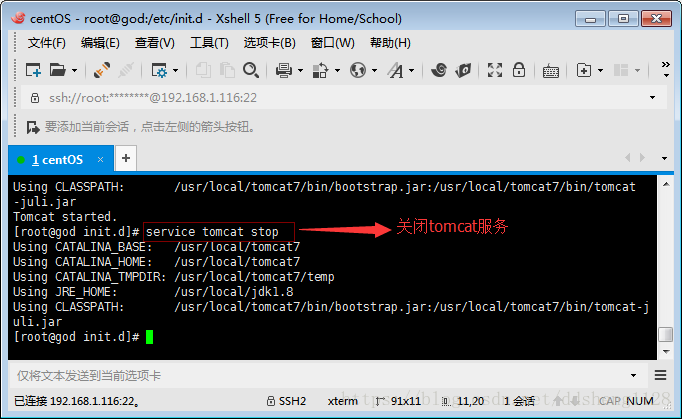 centOS - root@god:/etc/init.d - Xshell 5 (Free for Home/School)
文件(F) 编辑(E) 查看(V) 工具(T) 选项卡(B) 窗口(W) 帮助(H)
ssh://root:********@192.168.1.116:22
要添加当前会话，点击左侧的箭头按钮。
1 centOS
Using CLASSPATH: /usr/local/tomcat7/bin/bootstrap.jar:/usr/local/tomcat7/bin/tomcat
-juli.jar
Tomcat started.
[root@god init.d]# service tomcat stop 关闭tomcat服务
Using CATALINA_BASE: /usr/local/tomcat7
Using CATALINA_HOME: /usr/local/tomcat7
Using CATALINA_TMPDIR: /usr/local/tomcat7/temp
Using JRE_HOME: /usr/local/jdk1.8
Using CLASSPATH: /usr/local/tomcat7/bin/bootstrap.jar:/usr/local/tomcat7/bin/tomcat-j
uli.jar
[root@god init.d]#
仅将文本发送到当前选项卡
已连接 192.168.1.116:22。 SSH2 xterm 91x11 11,20 1 会话 CAP NUM